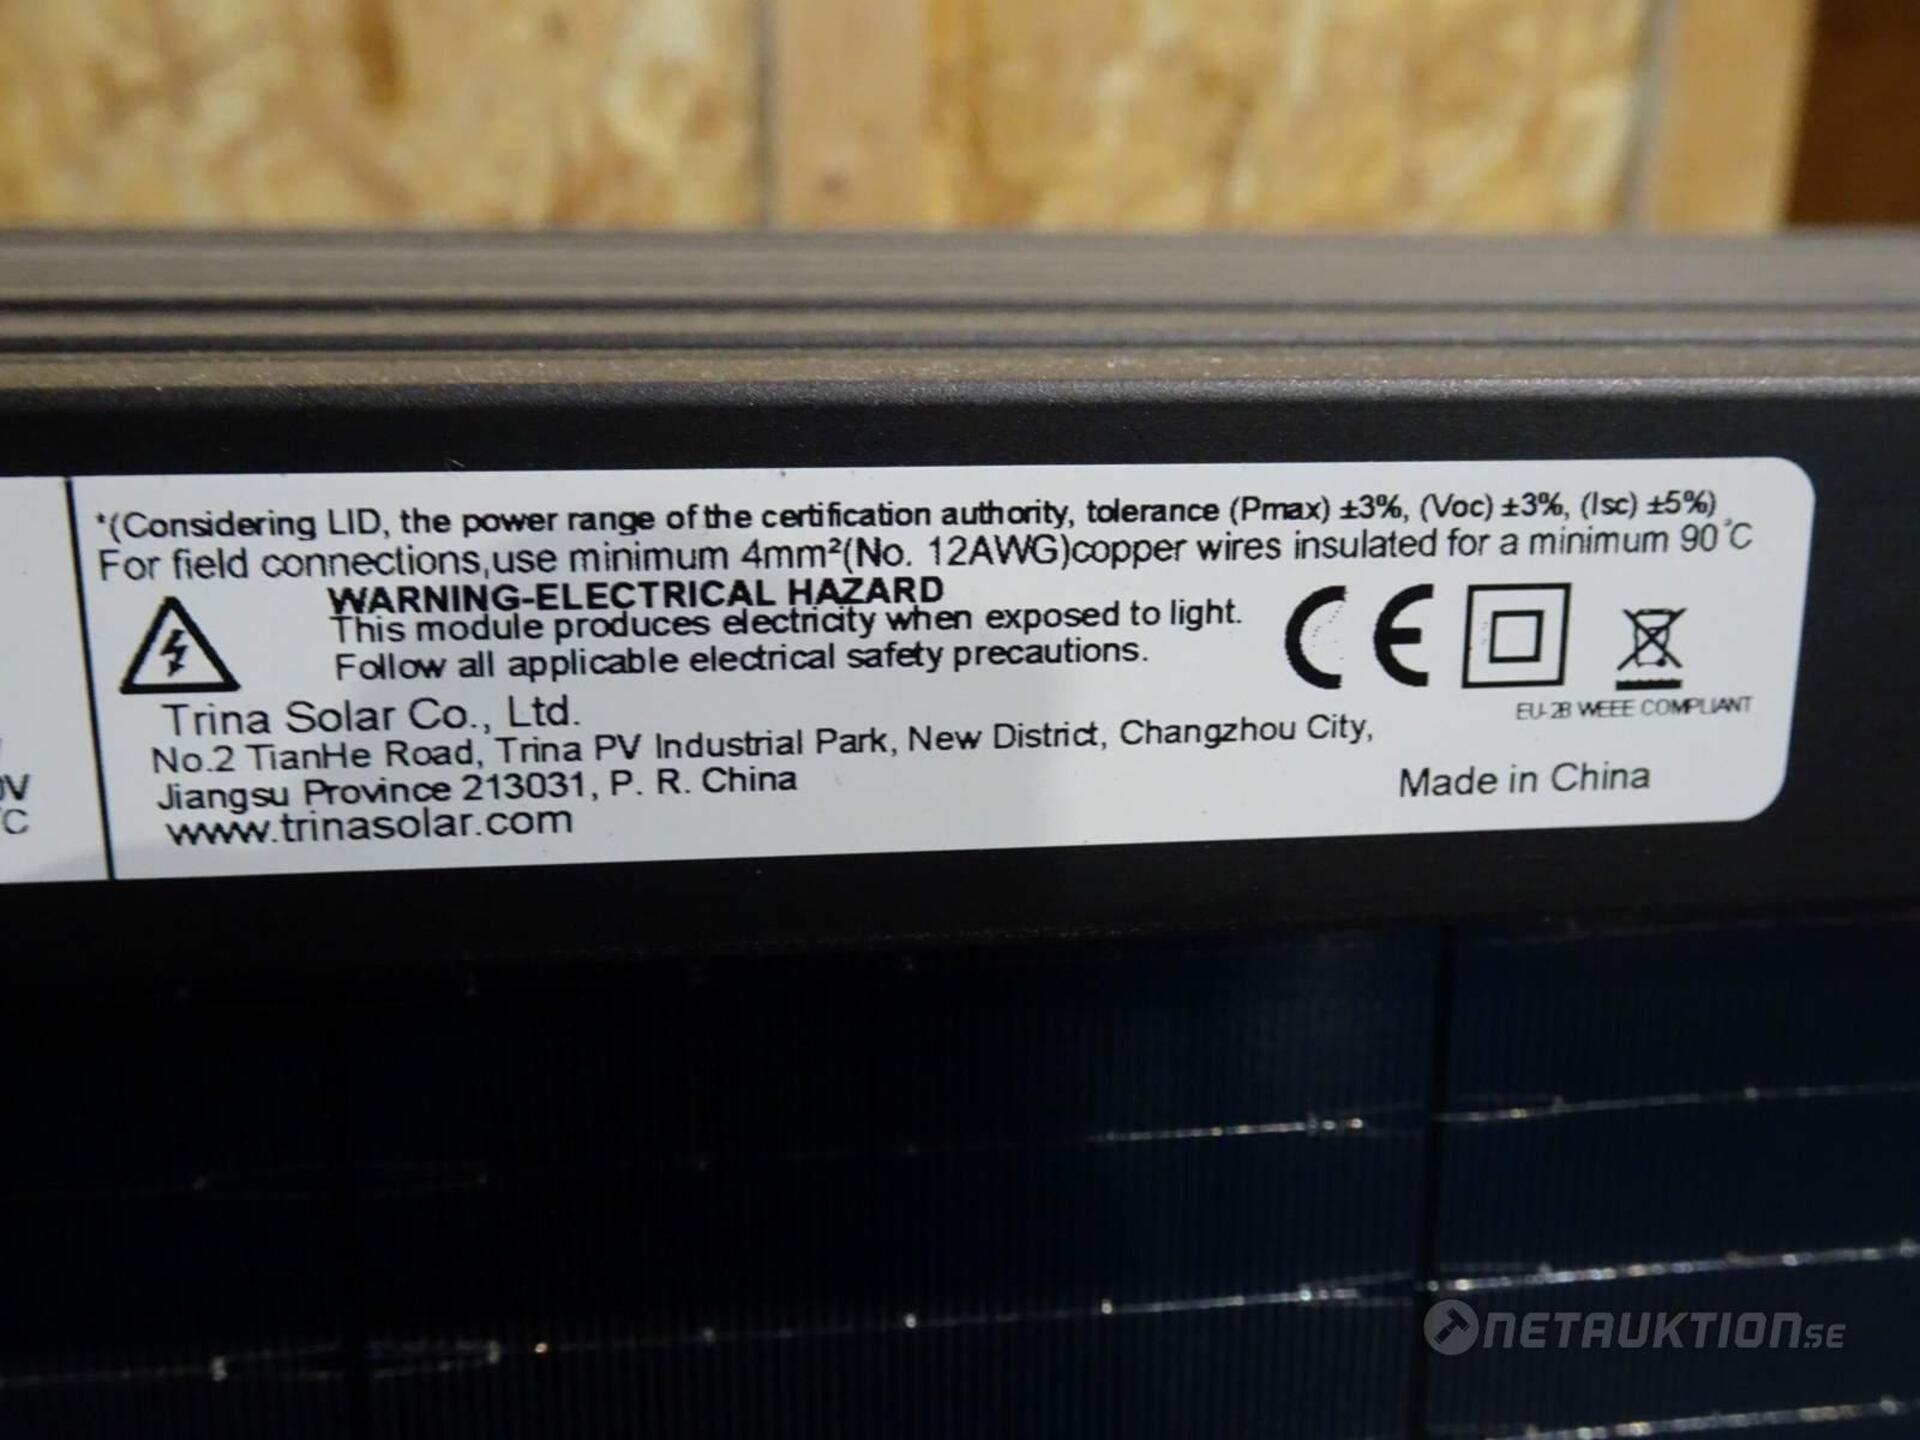 *(Considering LID, the power range of the certification authority, tolerance (Pmax) ±3%, (Voc) ±3%, (Isc) ±5%)
For field connections,use minimum 4mm²(No. 12AWG)copper wires insulated for a minimum 90°C
WARNING-ELECTRICAL HAZARD
This module produces electricity when exposed to light.
Follow all applicable electrical safety precautions.
CE
EU-28 WEEE COMPLIANT
Trina Solar Co., Ltd.
No.2 TianHe Road, Trina PV Industrial Park, New District, Changzhou City,
Jiangsu Province 213031, P. R. China
www.trinasolar.com
Made in China
NETAUKTION.SE